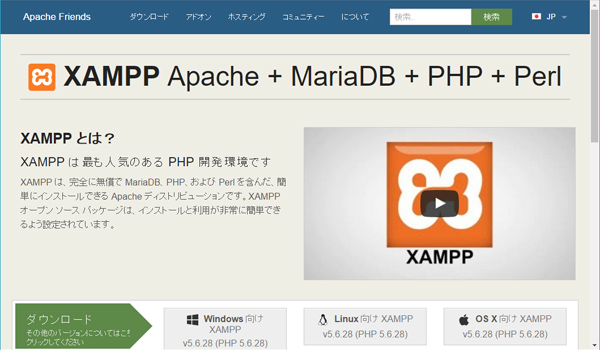 Apache Friends ダウンロード アドオン ホスティング コミュニティー について 検索... 検索 JP
XAMPP Apache + MariaDB + PHP + Perl
XAMPP とは？
XAMPP は 最も人気のある PHP 開発環境です
XAMPP は、完全に無償で MariaDB、PHP、および Perl を含んだ、簡
単にインストールできる Apache ディストリビューションです。XAMPP
オープン ソース パッケージは、インストールと利用が非常に簡単でき
るよう設定されています。
XAMPP
ダウンロード
その他のバージョンについてはこち
クリックしてください
Windows 向け
XAMPP
v5.6.28 (PHP 5.6.28)
Linux 向け XAMPP
v5.6.28 (PHP 5.6.28)
OS X 向け XAMPP
v5.6.28 (PHP 5.6.28)